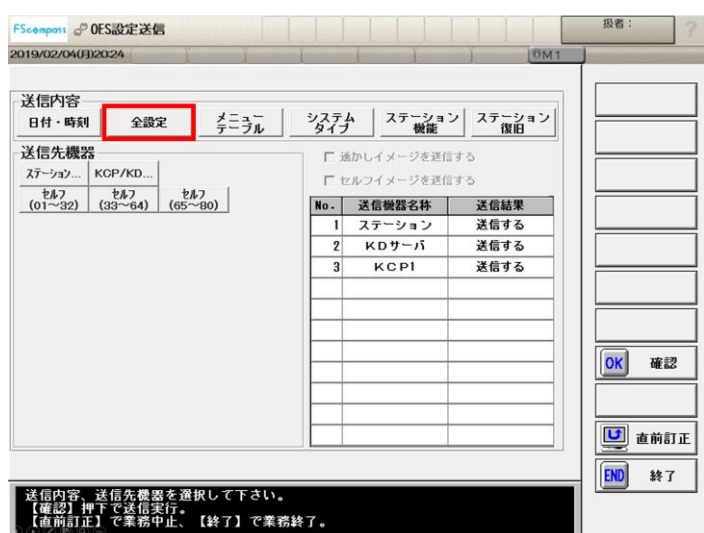 FScompass OES設定送信
扱者：
?
2019/02/04(月)20:24
0M1
送信内容
日付・時刻
全設定
メニュー
テーブル
システム
タイプ
ステーション
機能
ステーション
復旧
送信先機器
ステーション...
KCP/KD...
セルフ
(01～32)
セルフ
(33～64)
セルフ
(65～80)
透かしイメージを送信する
セルフイメージを送信する
No. 送信機器名称 送信結果
1 ステーション 送信する
2 KDサーバ 送信する
3 KCP1 送信する
OK 確認
直前訂正
END 終了
送信内容、送信先機器を選択して下さい。
【確認】押下で送信実行。
【直前訂正】で業務中止、【終了】で業務終了。